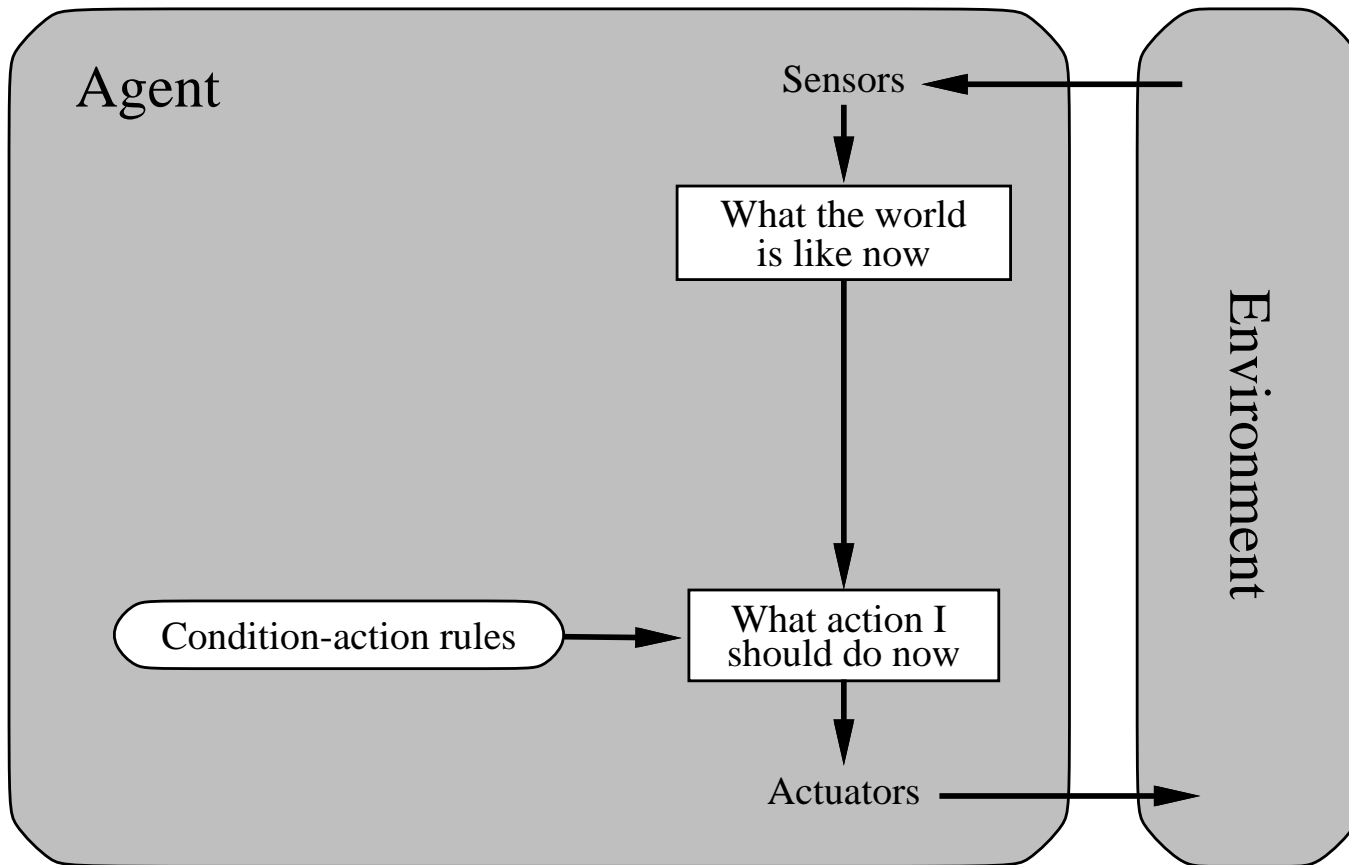 Agent
Sensors
What the world
is like now
Environment
Condition-action rules
What action I
should do now
Actuators